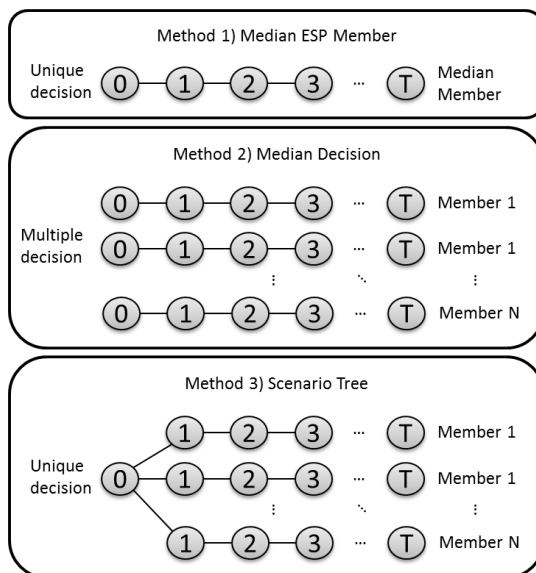 Method 1) Median ESP Member
Unique decision
0 1 2 3 ... T
Median Member
Method 2) Median Decision
Multiple decision
0 1 2 3 ... T Member 1
0 1 2 3 ... T Member 1
⋮ ⋱ ⋮
0 1 2 3 ... T Member N
Method 3) Scenario Tree
Unique decision
1 2 3 ... T Member 1
0 1 2 3 ... T Member 1
⋮ ⋱ ⋮
1 2 3 ... T Member N